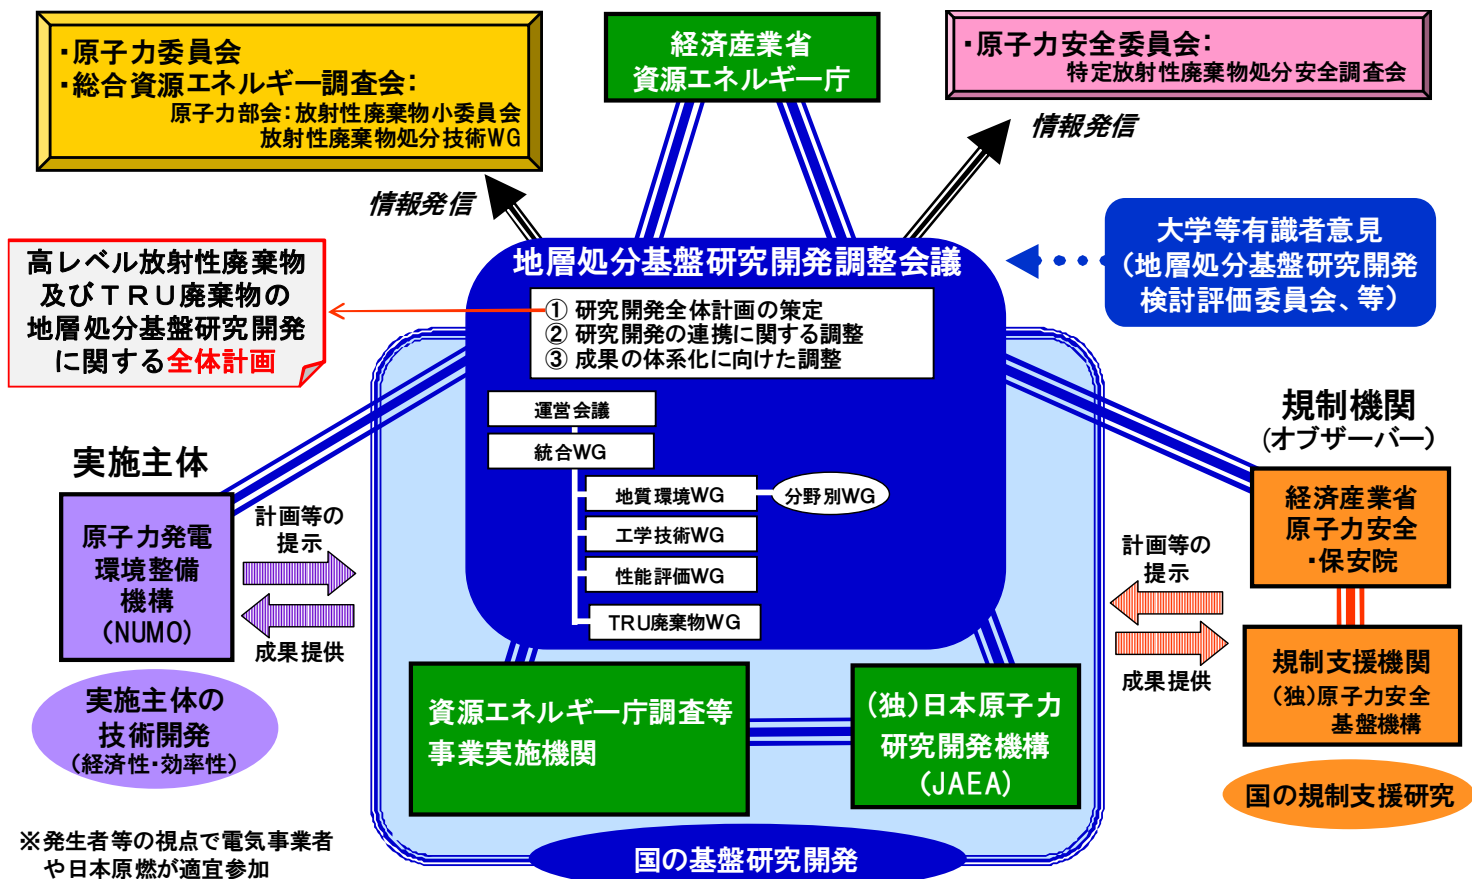 ・原子力委員会
・総合資源エネルギー調査会：
原子力部会：放射性廃棄物小委員会
放射性廃棄物処分技術WG
経済産業省
資源エネルギー庁
・原子力安全委員会：
特定放射性廃棄物処分安全調査会
情報発信
情報発信
高レベル放射性廃棄物
及びＴＲＵ廃棄物の
地層処分基盤研究開発
に関する全体計画
地層処分基盤研究開発調整会議
① 研究開発全体計画の策定
② 研究開発の連携に関する調整
③ 成果の体系化に向けた調整
大学等有識者意見
（地層処分基盤研究開発
検討評価委員会、等）
運営会議
統合WG
地質環境WG
分野別WG
工学技術WG
性能評価WG
TRU廃棄物WG
実施主体
原子力発電
環境整備
機構
（NUMO）
計画等の
提示
成果提供
実施主体の
技術開発
（経済性・効率性）
規制機関
（オブザーバー）
経済産業省
原子力安全
・保安院
計画等の
提示
成果提供
規制支援機関
（独）原子力安全
基盤機構
国の規制支援研究
資源エネルギー庁調査等
事業実施機関
（独）日本原子力
研究開発機構
（JAEA）
国の基盤研究開発
※発生者等の視点で電気事業者
や日本原燃が適宜参加